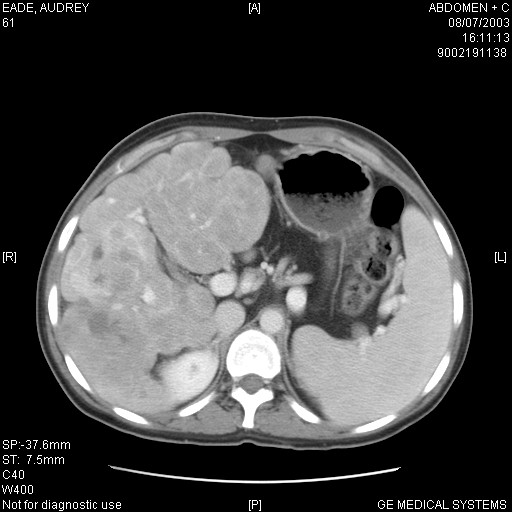 EADE, AUDREY
61
[A]
ABDOMEN + C
08/07/2003
16:11:13
9002191138
[R]
[L]
SP:-37.6mm
ST: 7.5mm
C40
W400
Not for diagnostic use
[P]
GE MEDICAL SYSTEMS